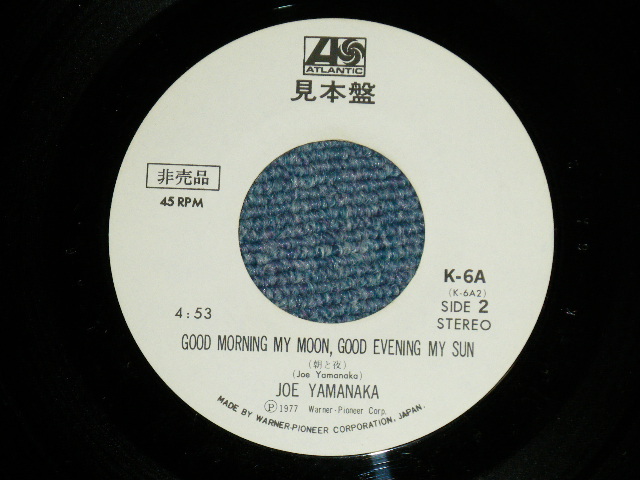 ATLANTIC
見本盤
非売品
45 RPM
K-6A
(K-6A2)
4:53
SIDE 2
STEREO
GOOD MORNING MY MOON, GOOD EVENING MY SUN
(朝と夜)
(Joe Yamanaka)
JOE YAMANAKA
Ⓟ 1977 Warner-Pioneer Corp.
MADE BY WARNER-PIONEER CORPORATION, JAPAN.